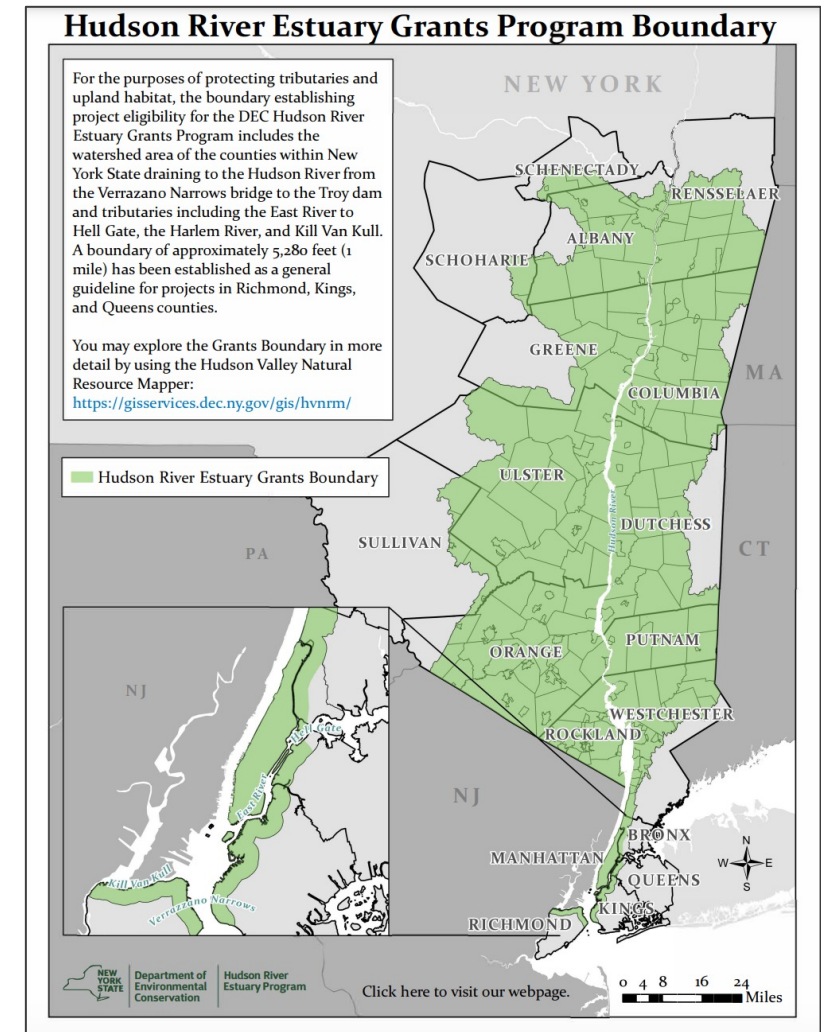 Hudson River Estuary Grants Program Boundary
For the purposes of protecting tributaries and
upland habitat, the boundary establishing
project eligibility for the DEC Hudson River
Estuary Grants Program includes the
watershed area of the counties within New
York State draining to the Hudson River from
the Verrazano Narrows bridge to the Troy dam
and tributaries including the East River to
Hell Gate, the Harlem River, and Kill Van Kull.
A boundary of approximately 5,280 feet (1
mile) has been established as a general
guideline for projects in Richmond, Kings,
and Queens counties.
You may explore the Grants Boundary in more
detail by using the Hudson Valley Natural
Resource Mapper:
https://gisservices.dec.ny.gov/gis/hvnrm/
Hudson River Estuary Grants Boundary
NEW YORK
SCHENECTADY
RENSSELAER
ALBANY
SCHOHARIE
GREENE
MA
COLUMBIA
ULSTER
Hudson River
DUTCHESS
SULLIVAN
CT
PA
PUTNAM
ORANGE
WESTCHESTER
ROCKLAND
NJ
BRONX
MANHATTAN
QUEENS
KINGS
RICHMOND
NJ
Hell Gate
East River
Kill Van Kull
Verrazzano Narrows
N
W E
S
NEW
YORK
STATE
Department of
Environmental
Conservation
Hudson River
Estuary Program
Click here to visit our webpage.
0 4 8 16 24
Miles